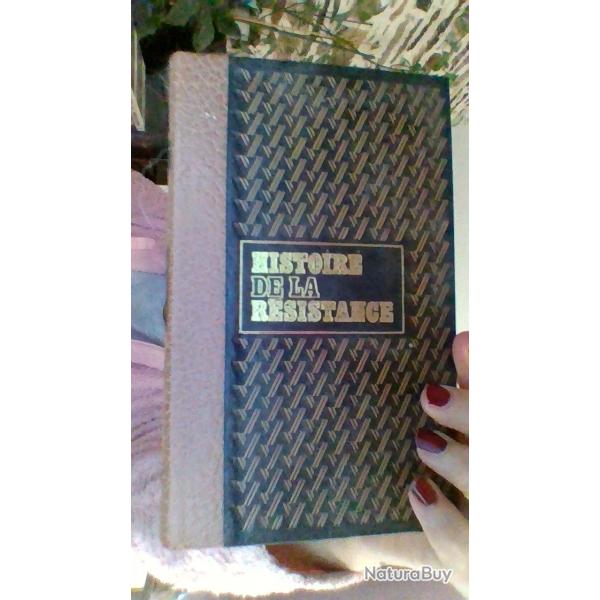 HISTOIRE
DE LA
RÉSISTANCE
NaturaBuy